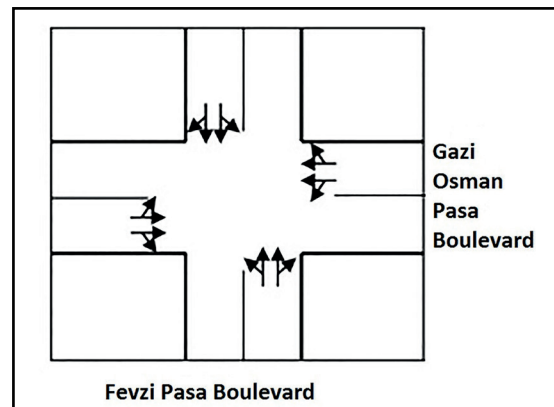 Gazi
Osman
Pasa
Boulevard
Fevzi Pasa Boulevard